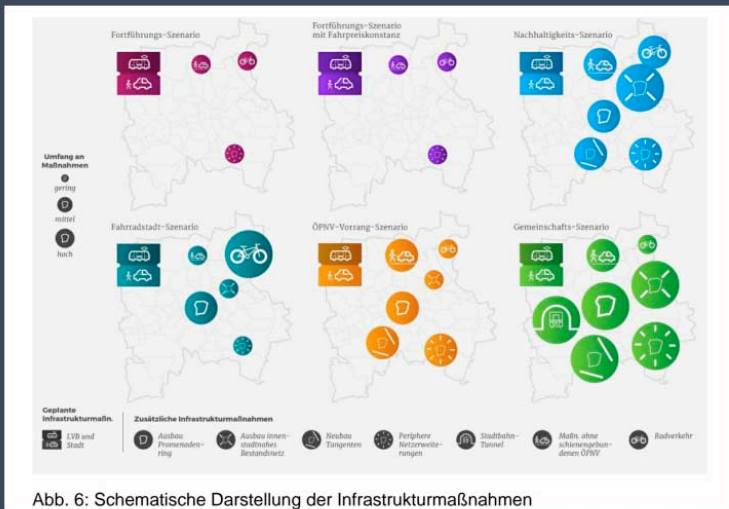 Fortführungs-Szenario
Fortführungs-Szenario
mit Fahrpreiskonstanz
Nachhaltigkeits-Szenario
Umfang an
Maßnahmen
gering
mittel
hoch
Fahrradstadt-Szenario
ÖPNV-Vorrang-Szenario
Gemeinschafts-Szenario
Geplante
Infrastrukturmaßn.
LVB und
Stadt
Zusätzliche Infrastrukturmaßnahmen
Ausbau
Promenaden-
ring
Ausbau innen-
stadtnahes
Bestandsnetz
Neubau
Tangenten
Periphere
Netzerweite-
rungen
Stadtbahn-
Tunnel
Maßn. ohne
schienengebun-
denen ÖPNV
Radverkehr
Abb. 6: Schematische Darstellung der Infrastrukturmaßnahmen